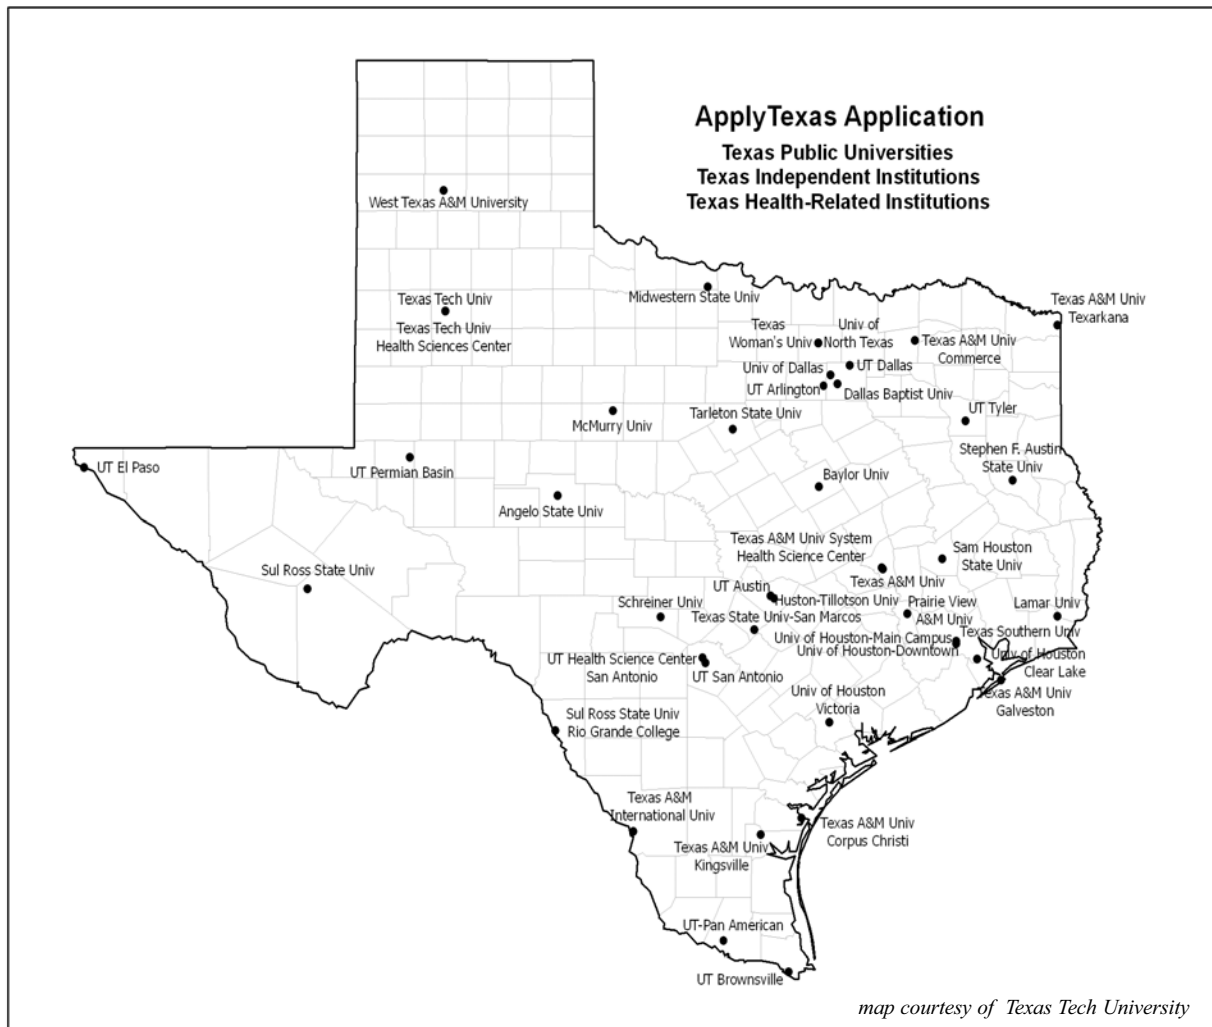 ApplyTexas Application
Texas Public Universities
Texas Independent Institutions
Texas Health-Related Institutions
West Texas A&M University
Texas Tech Univ
Texas Tech Univ
Health Sciences Center
Midwestern State Univ
Texas A&M Univ
Texarkana
Texas
Woman's Univ
Univ of
North Texas
Texas A&M Univ
Commerce
Univ of Dallas
UT Dallas
UT Arlington
Dallas Baptist Univ
McMurry Univ
Tarleton State Univ
UT Tyler
UT El Paso
UT Permian Basin
Stephen F. Austin
State Univ
Baylor Univ
Angelo State Univ
Texas A&M Univ System
Health Science Center
Sam Houston
State Univ
Sul Ross State Univ
UT Austin
Texas A&M Univ
Huston-Tillotson Univ
Schreiner Univ
Prairie View
A&M Univ
Lamar Univ
Texas State Univ-San Marcos
Univ of Houston-Main Campus
Texas Southern Univ
Univ of Houston-Downtown
Univ of Houston
Clear Lake
UT Health Science Center
San Antonio
UT San Antonio
Texas A&M Univ
Galveston
Univ of Houston
Victoria
Sul Ross State Univ
Rio Grande College
Texas A&M
International Univ
Texas A&M Univ
Corpus Christi
Texas A&M Univ
Kingsville
UT-Pan American
UT Brownsville
map courtesy of Texas Tech University